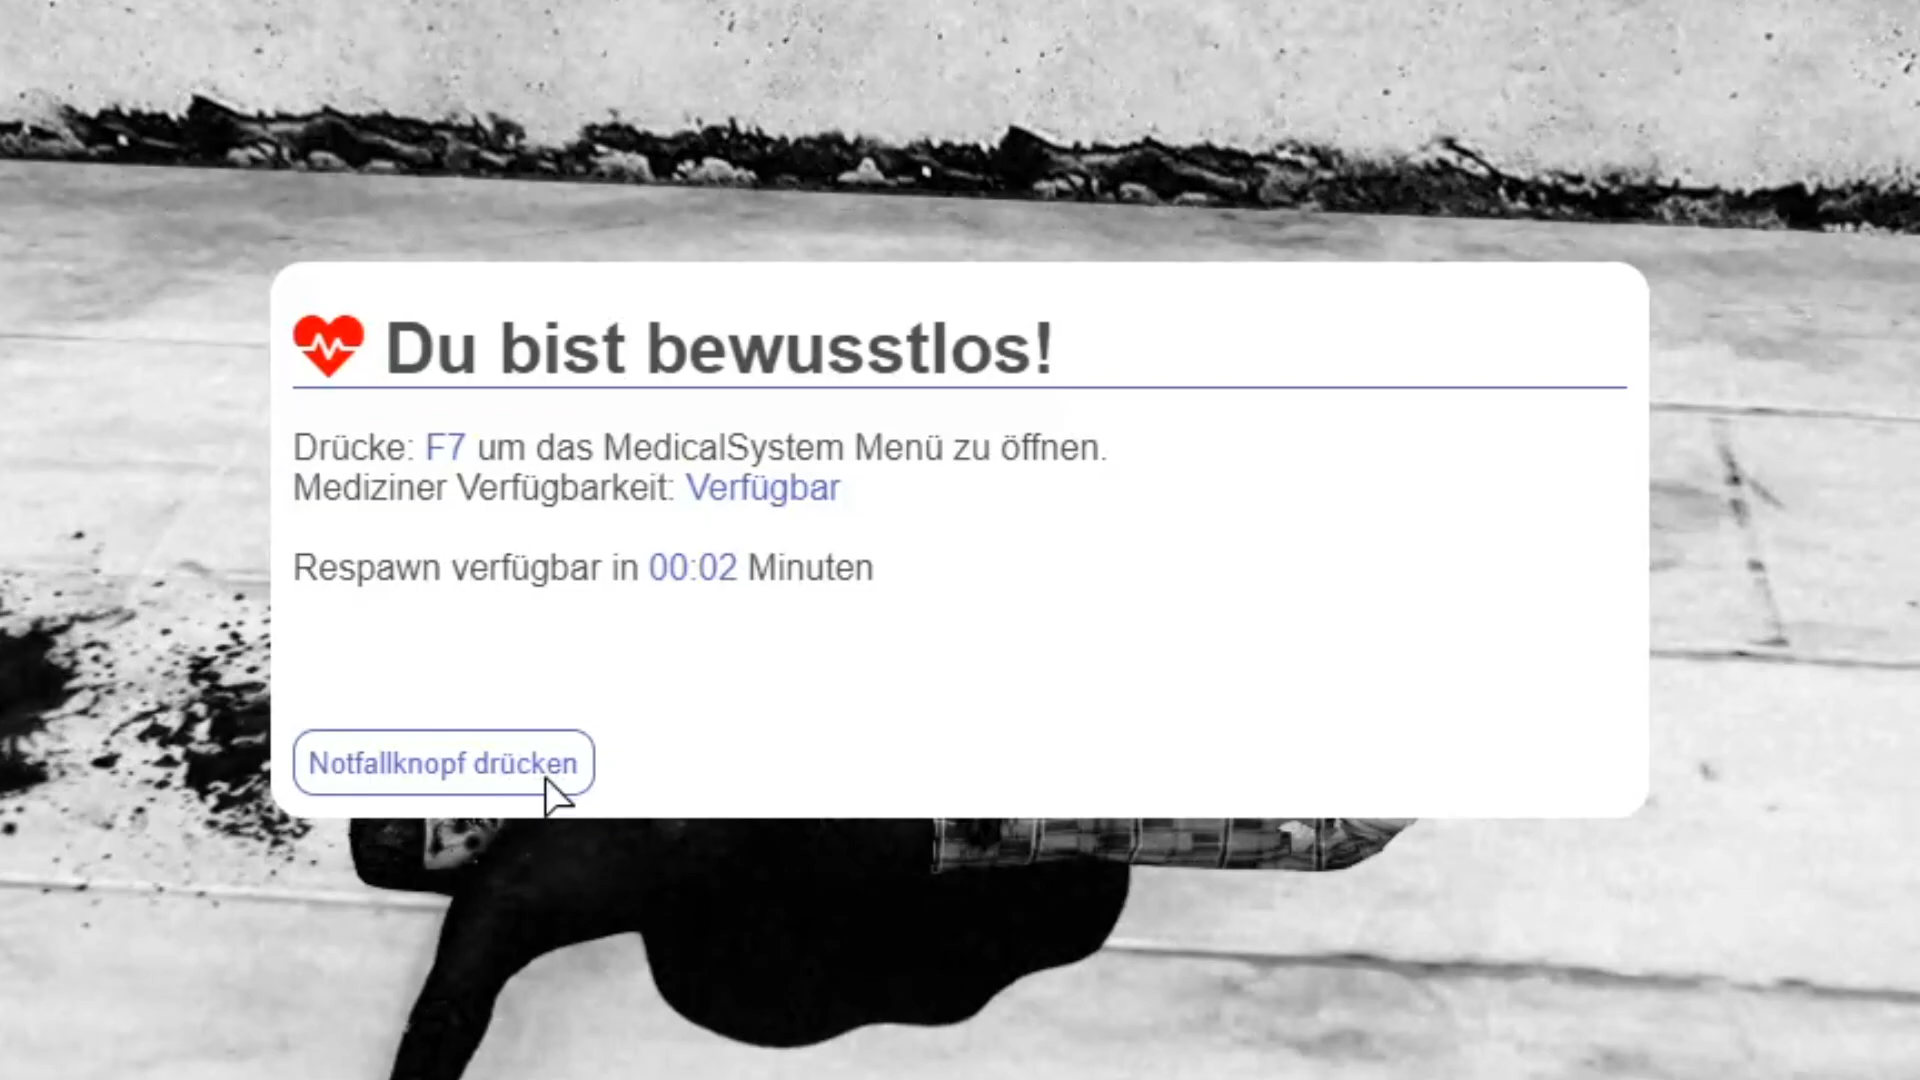 Du bist bewusstlos!
Drücke: F7 um das MedicalSystem Menü zu öffnen.
Mediziner Verfügbarkeit: Verfügbar
Respawn verfügbar in 00:02 Minuten
Notfallknopf drücken